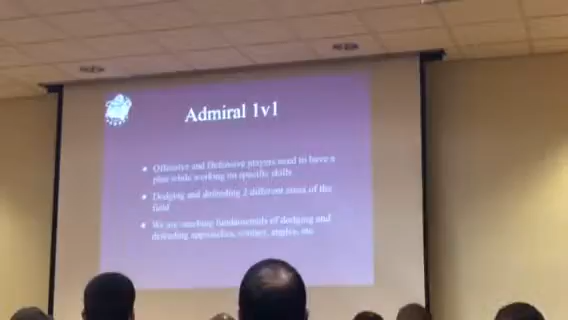 Admiral 1v1
Offensive and Defensive players need to have a
plan while working on specific skills
Dodging and defending 2 different areas of the
field
We are teaching fundamentals of dodging and
defending approaches, angles, etc.